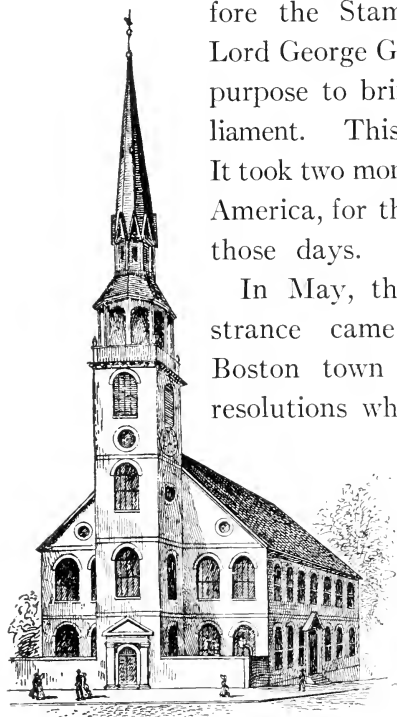 fore the Stam
Lord George G
purpose to bri
liament. This
It took two mon
America, for th
those days.
In May, th
strance came
Boston town
resolutions wh